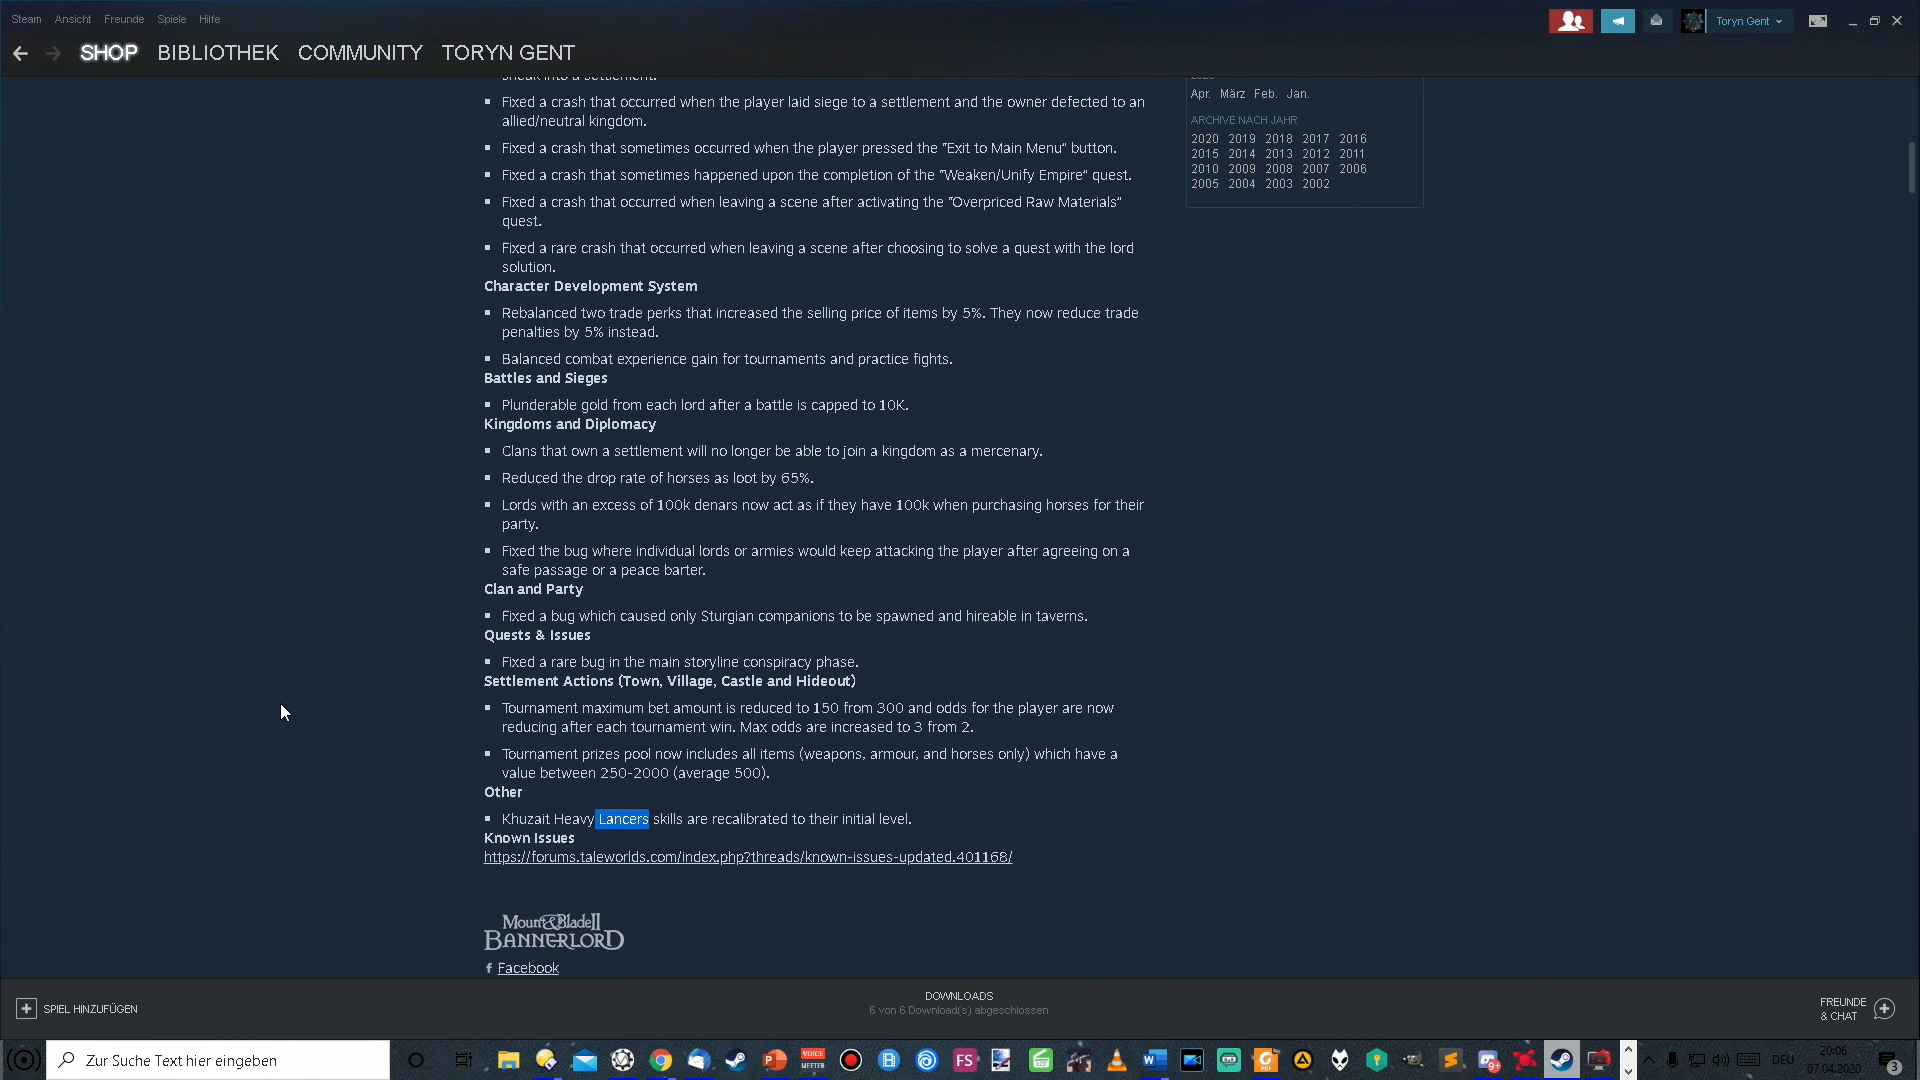 Steam Ansicht Freunde Spiele Hilfe
Toryn Gent
SHOP BIBLIOTHEK COMMUNITY TORYN GENT
sneak into a settlement.
Fixed a crash that occurred when the player laid siege to a settlement and the owner defected to an
allied/neutral kingdom.
Fixed a crash that sometimes occurred when the player pressed the "Exit to Main Menu" button.
Fixed a crash that sometimes happened upon the completion of the "Weaken/Unify Empire" quest.
Fixed a crash that occurred when leaving a scene after activating the "Overpriced Raw Materials"
quest.
Fixed a rare crash that occurred when leaving a scene after choosing to solve a quest with the lord
solution.
Character Development System
Rebalanced two trade perks that increased the selling price of items by 5%. They now reduce trade
penalties by 5% instead.
Balanced combat experience gain for tournaments and practice fights.
Battles and Sieges
Plunderable gold from each lord after a battle is capped to 10K.
Kingdoms and Diplomacy
Clans that own a settlement will no longer be able to join a kingdom as a mercenary.
Reduced the drop rate of horses as loot by 65%.
Lords with an excess of 100k denars now act as if they have 100k when purchasing horses for their
party.
Fixed the bug where individual lords or armies would keep attacking the player after agreeing on a
safe passage or a peace barter.
Clan and Party
Fixed a bug which caused only Sturgian companions to be spawned and hireable in taverns.
Quests & Issues
Fixed a rare bug in the main storyline conspiracy phase.
Settlement Actions (Town, Village, Castle and Hideout)
Tournament maximum bet amount is reduced to 150 from 300 and odds for the player are now
reducing after each tournament win. Max odds are increased to 3 from 2.
Tournament prizes pool now includes all items (weapons, armour, and horses only) which have a
value between 250-2000 (average 500).
Other
Khuzait Heavy Lancers skills are recalibrated to their initial level.
Known Issues
https://forums.taleworlds.com/index.php?threads/known-issues-updated.401168/
Mount & Blade II
BANNERLORD
Facebook
2020
Apr. März Feb. Jan.
ARCHIVE NACH JAHR
2020 2019 2018 2017 2016
2015 2014 2013 2012 2011
2010 2009 2008 2007 2006
2005 2004 2003 2002
SPIEL HINZUFÜGEN
DOWNLOADS
6 von 6 Download(s) abgeschlossen
FREUNDE
& CHAT
Zur Suche Text hier eingeben
VOICE
MEETER
FS
9+
DEU
20:06
07.04.2020
3